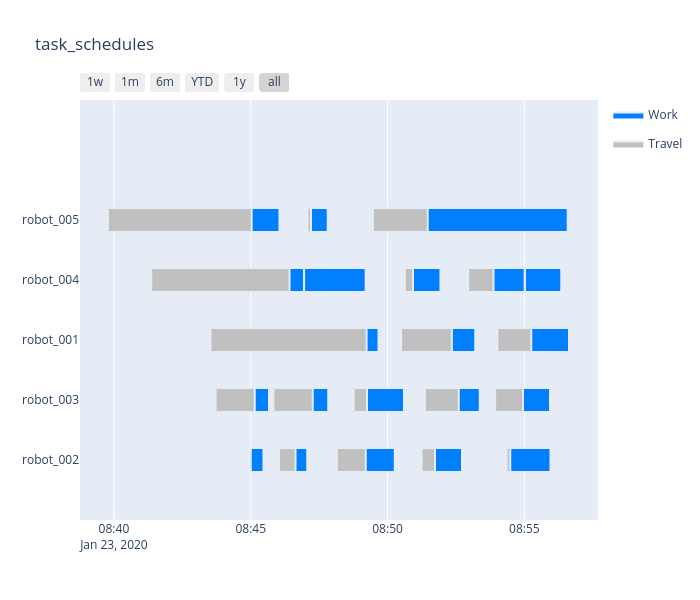 task_schedules
1w 1m 6m YTD 1y all
Work
Travel
robot_005
robot_004
robot_001
robot_003
robot_002
08:40 08:45 08:50 08:55
Jan 23, 2020